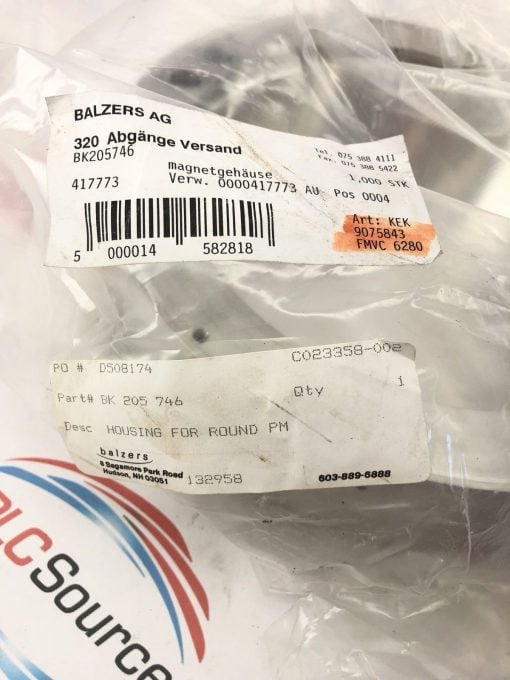 BALZERS AG
320 Abgänge Versand
BK205746
Tel. 075 388 4111
Fax. 075 388 5422
magnetgehäuse
1,000 STK
417773
Verw. 0000417773 AU Pos 0004
Art: KEK
9075843
FMVC 6280
5 000014 582818
PO # D508174
C023358-002
Part# BK 205 746
Qty 1
Desc HOUSING FOR ROUND PM
balzers
8 Sagamore Park Road
Hudson, NH 03051
132958
603-889-6888
PLCSource